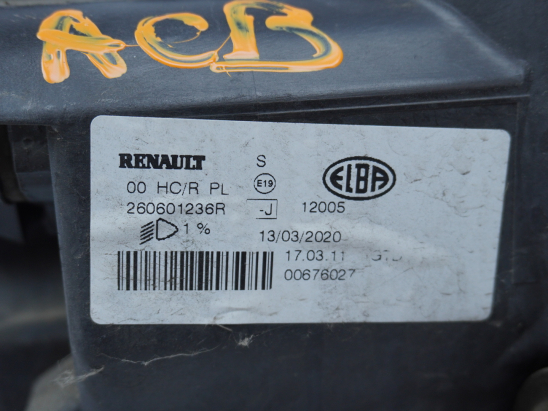 ACB
RENAULT S ELBA
00 HC/R PL E19
260601236R -J 12005
1 % 13/03/2020
17.03.11
00676027